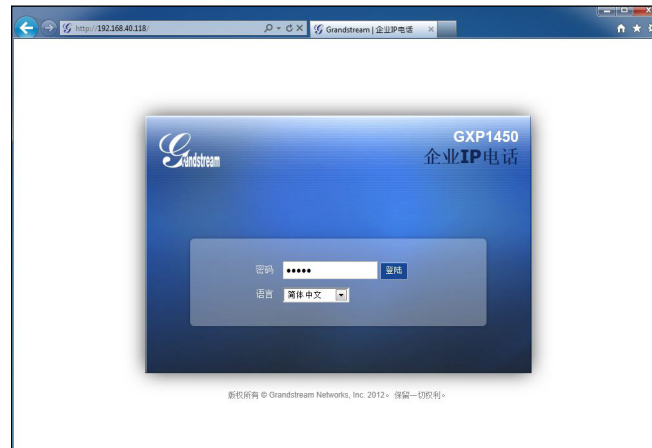 http://192.168.40.118/
Grandstream | 企业IP电话
Grandstream
GXP1450
企业IP电话
密码 ●●●●● 登陆
语言 简体中文
版权所有 © Grandstream Networks, Inc. 2012。 保留一切权利。